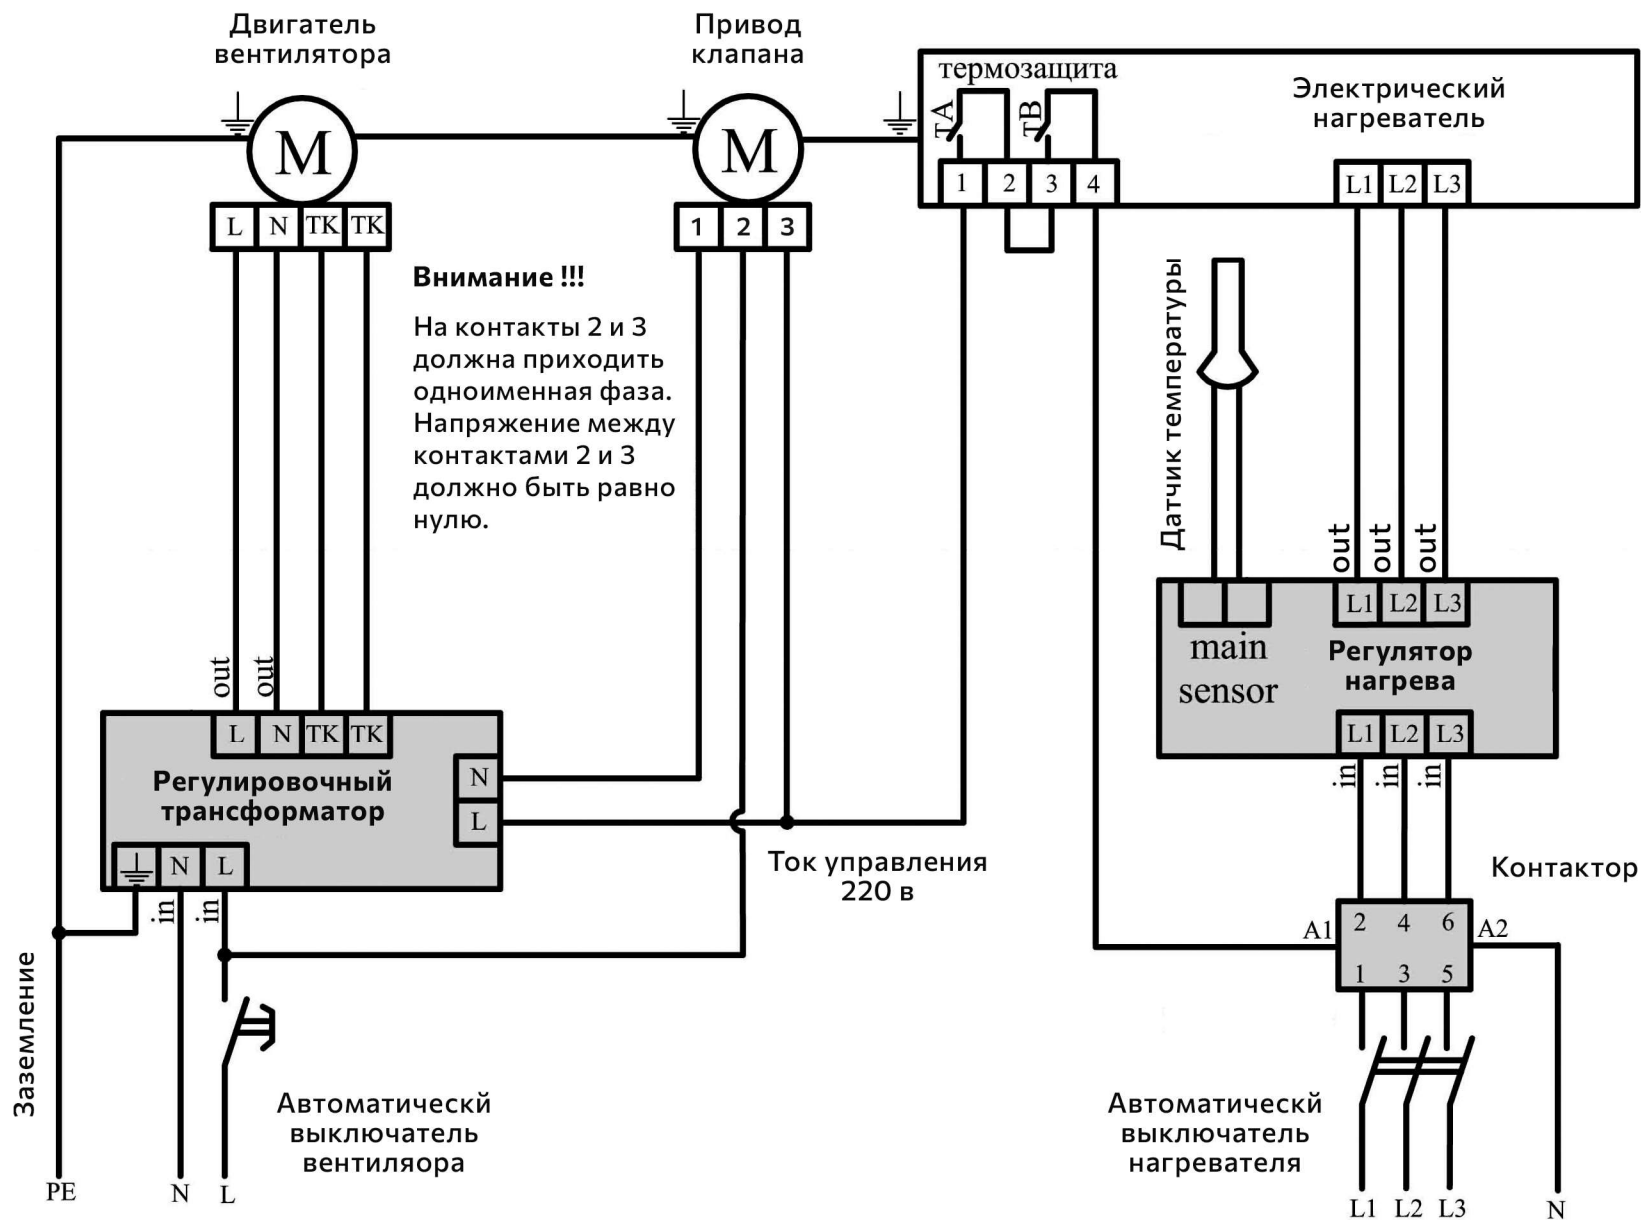 Двигатель
вентилятора
Привод
клапана
термозащита
Электрический
нагреватель
TA
TB
M
M
1 2 3 4
L1 L2 L3
L N TK TK
1 2 3
Внимание !!!
На контакты 2 и 3
должна приходить
одноименная фаза.
Напряжение между
контактами 2 и 3
должно быть равно
нулю.
Датчик температуры
out out out
L1 L2 L3
main
sensor
Регулятор
нагрева
L1 L2 L3
in in in
out out
L N TK TK
Регулировочный
трансформатор
N
L
N L
in in
Ток управления
220 в
Контактор
A1 2 4 6 A2
1 3 5
Заземление
Автоматическй
выключатель
вентиляора
Автоматическй
выключатель
нагревателя
PE N L
L1 L2 L3 N